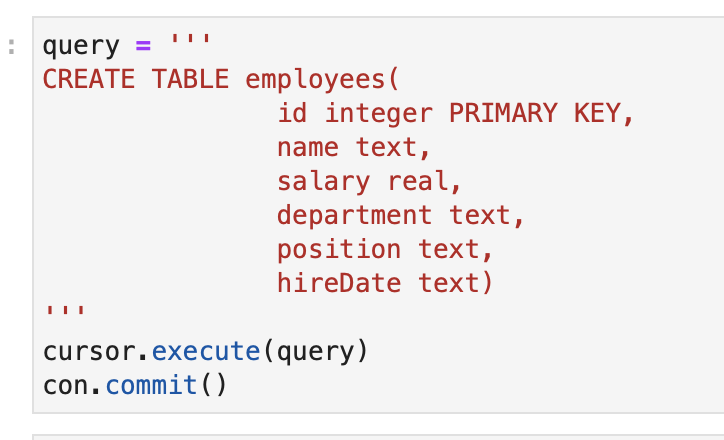 :
query = '''
CREATE TABLE employees(
id integer PRIMARY KEY,
name text,
salary real,
department text,
position text,
hireDate text)
'''
cursor.execute(query)
con.commit()